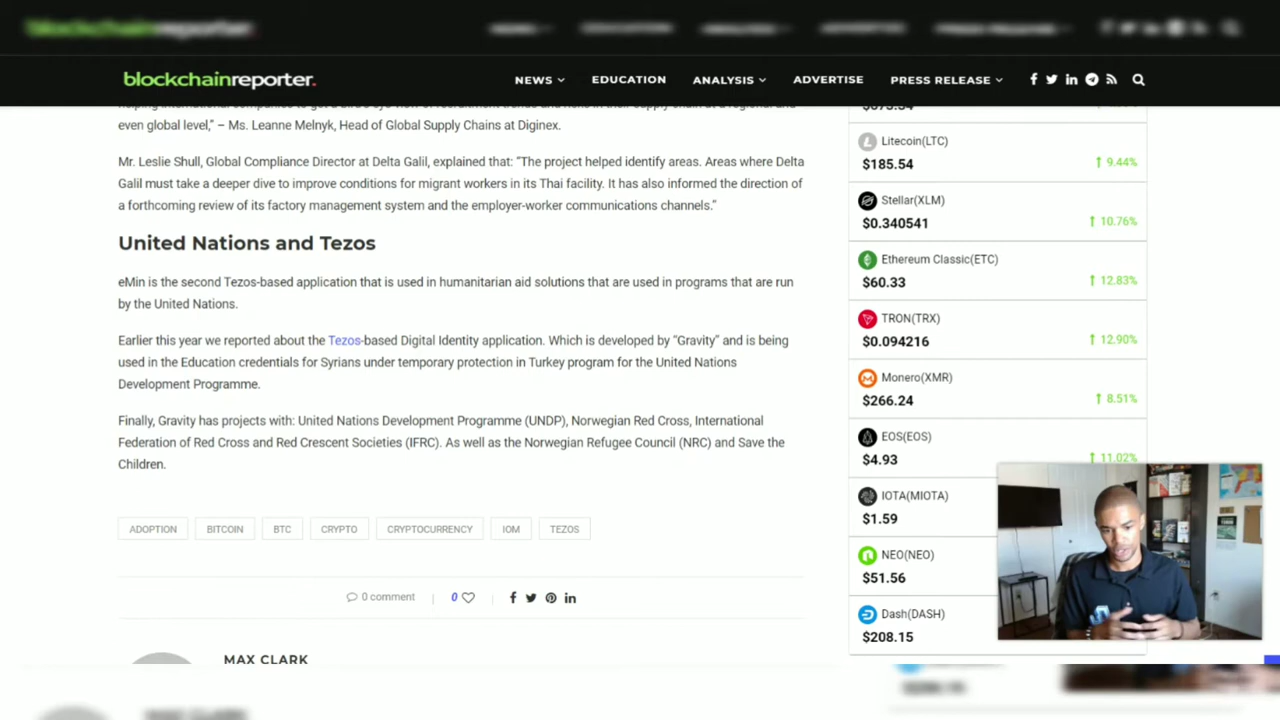 blockchainreporter.
blockchainreporter.
NEWS
EDUCATION
ANALYSIS
ADVERTISE
PRESS RELEASE
even global level,” – Ms. Leanne Melnyk, Head of Global Supply Chains at Diginex.
Mr. Leslie Shull, Global Compliance Director at Delta Galil, explained that: “The project helped identify areas. Areas where Delta
Galil must take a deeper dive to improve conditions for migrant workers in its Thai facility. It has also informed the direction of
a forthcoming review of its factory management system and the employer-worker communications channels.”
United Nations and Tezos
eMin is the second Tezos-based application that is used in humanitarian aid solutions that are used in programs that are run
by the United Nations.
Earlier this year we reported about the Tezos-based Digital Identity application. Which is developed by “Gravity” and is being
used in the Education credentials for Syrians under temporary protection in Turkey program for the United Nations
Development Programme.
Finally, Gravity has projects with: United Nations Development Programme (UNDP), Norwegian Red Cross, International
Federation of Red Cross and Red Crescent Societies (IFRC). As well as the Norwegian Refugee Council (NRC) and Save the
Children.
ADOPTION
BITCOIN
BTC
CRYPTO
CRYPTOCURRENCY
IOM
TEZOS
0 comment
0
MAX CLARK
Litecoin(LTC)
$185.54
↑ 9.44%
Stellar(XLM)
$0.340541
↑ 10.76%
Ethereum Classic(ETC)
$60.33
↑ 12.83%
TRON(TRX)
$0.094216
↑ 12.90%
Monero(XMR)
$266.24
↑ 8.51%
EOS(EOS)
$4.93
↑ 11.02%
IOTA(MIOTA)
$1.59
NEO(NEO)
$51.56
Dash(DASH)
$208.15